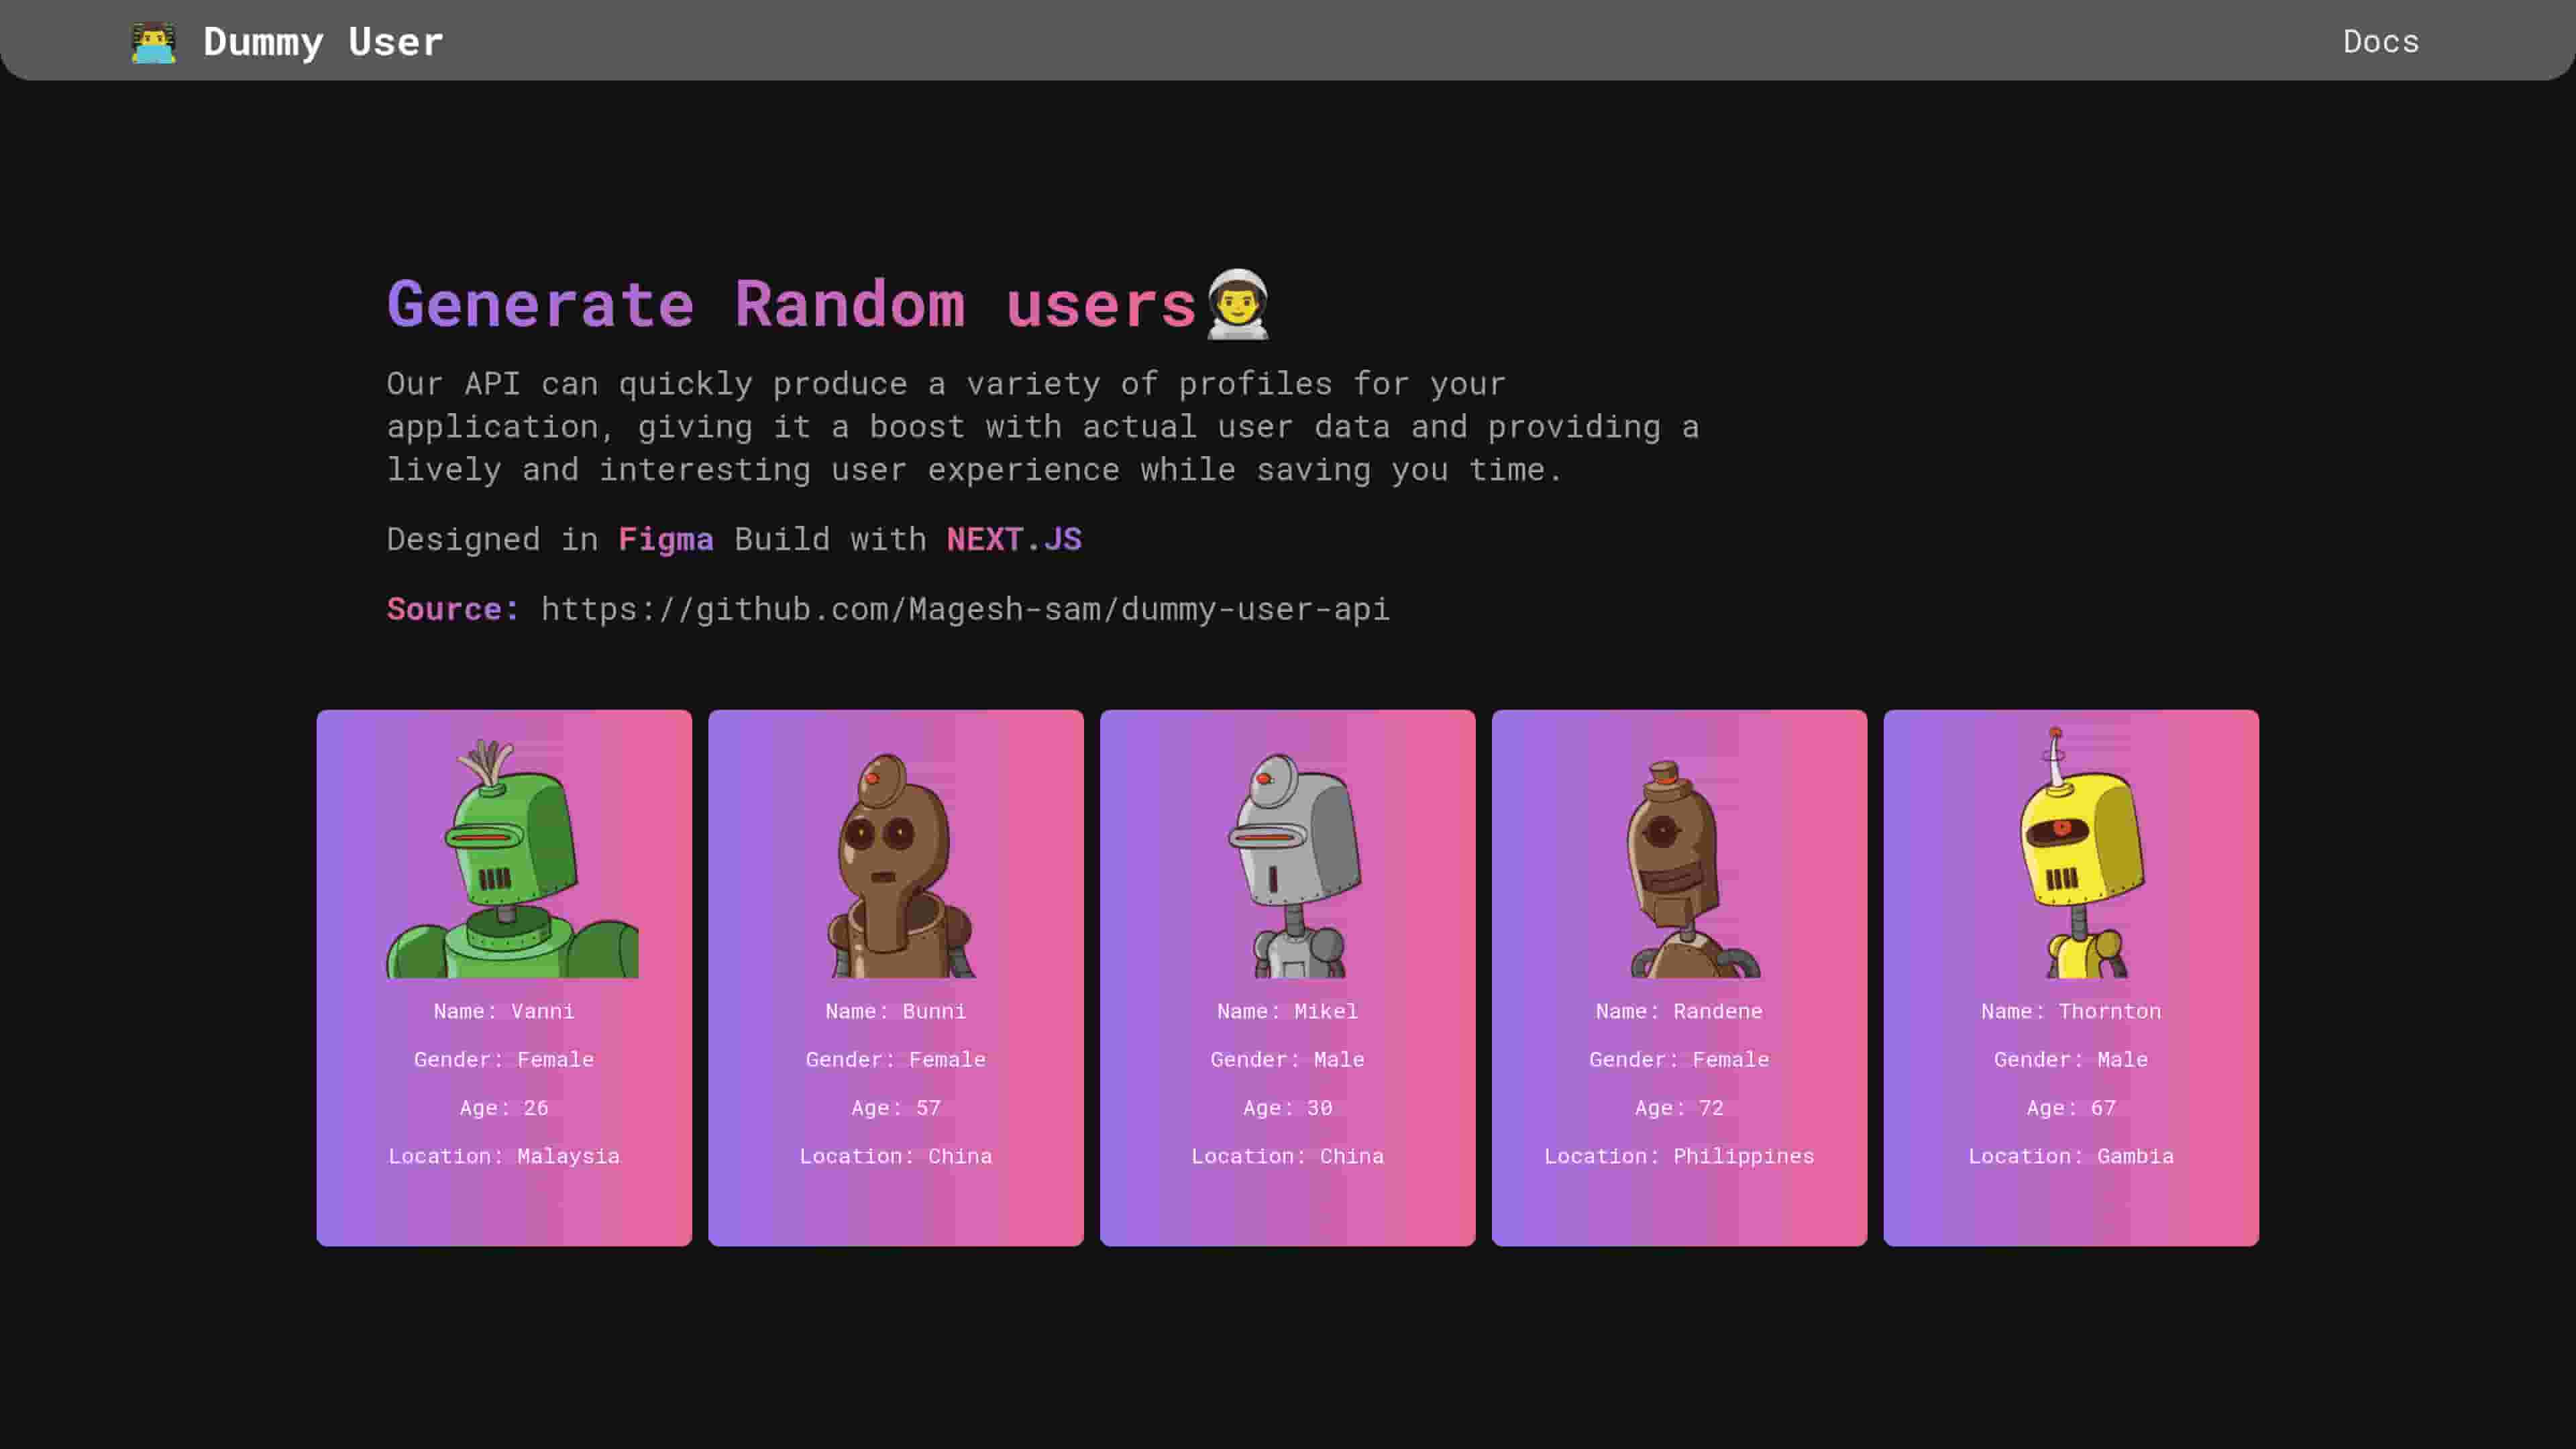 Dummy User
Docs
Generate Random users
Our API can quickly produce a variety of profiles for your
application, giving it a boost with actual user data and providing a
lively and interesting user experience while saving you time.
Designed in Figma Build with NEXT.JS
Source: https://github.com/Magesh-sam/dummy-user-api
Name: Vanni
Gender: Female
Age: 26
Location: Malaysia
Name: Bunni
Gender: Female
Age: 57
Location: China
Name: Mikel
Gender: Male
Age: 30
Location: China
Name: Randene
Gender: Female
Age: 72
Location: Philippines
Name: Thornton
Gender: Male
Age: 67
Location: Gambia